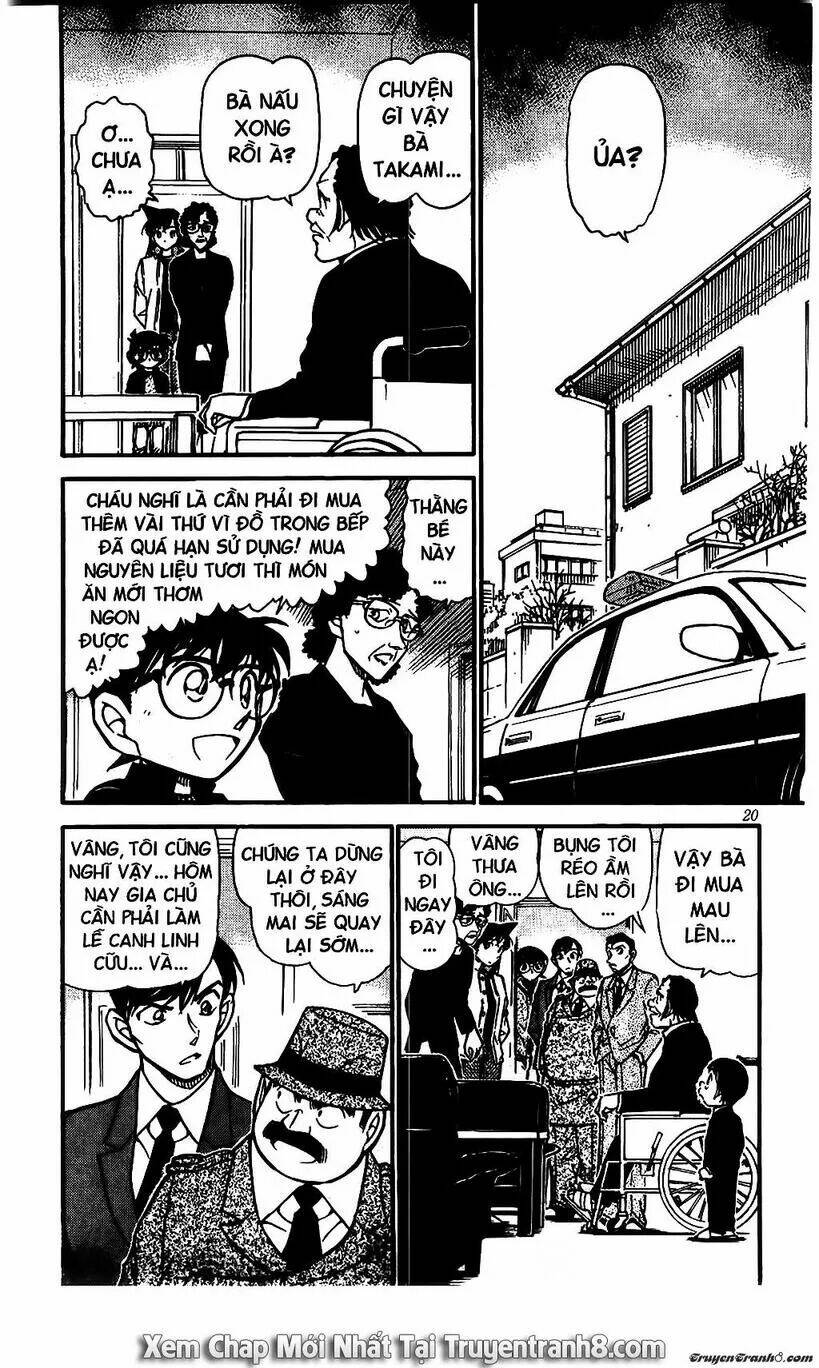 ỦA?
CHUYỆN
GÌ VẬY
BÀ
TAKAMI...
BÀ NẤU
XONG
RỒI À?
Ơ...
CHƯA
Ạ...
THẰNG
BÉ
NÀY
...
CHÁU NGHĨ LÀ CẦN PHẢI ĐI MUA
THÊM VÀI THỨ VÌ ĐỒ TRONG BẾP
ĐÃ QUÁ HẠN SỬ DỤNG! MUA
NGUYÊN LIỆU TƯƠI THÌ MÓN
ĂN MỚI THƠM
NGON
ĐƯỢC
Ạ!
20
VẬY BÀ
ĐI MUA
MAU
LÊN...
BỤNG TÔI
RÉO ẦM
LÊN RỒI
...
VÂNG
THƯA
ÔNG...
TÔI
ĐI
NGAY
ĐÂY
...
CHÚNG TA DỪNG
LẠI Ở ĐÂY
THÔI, SÁNG
MAI SẼ QUAY
LẠI SỚM...
VÂNG, TÔI CŨNG
NGHĨ VẬY... HÔM
NAY GIA CHỦ
CẦN PHẢI LÀM
LỄ CANH LINH
CỮU... VÀ...
Xem Chap Mới Nhất Tại Truyentranh8.com
TruyenTranh8.com
TruyenTranh8.com